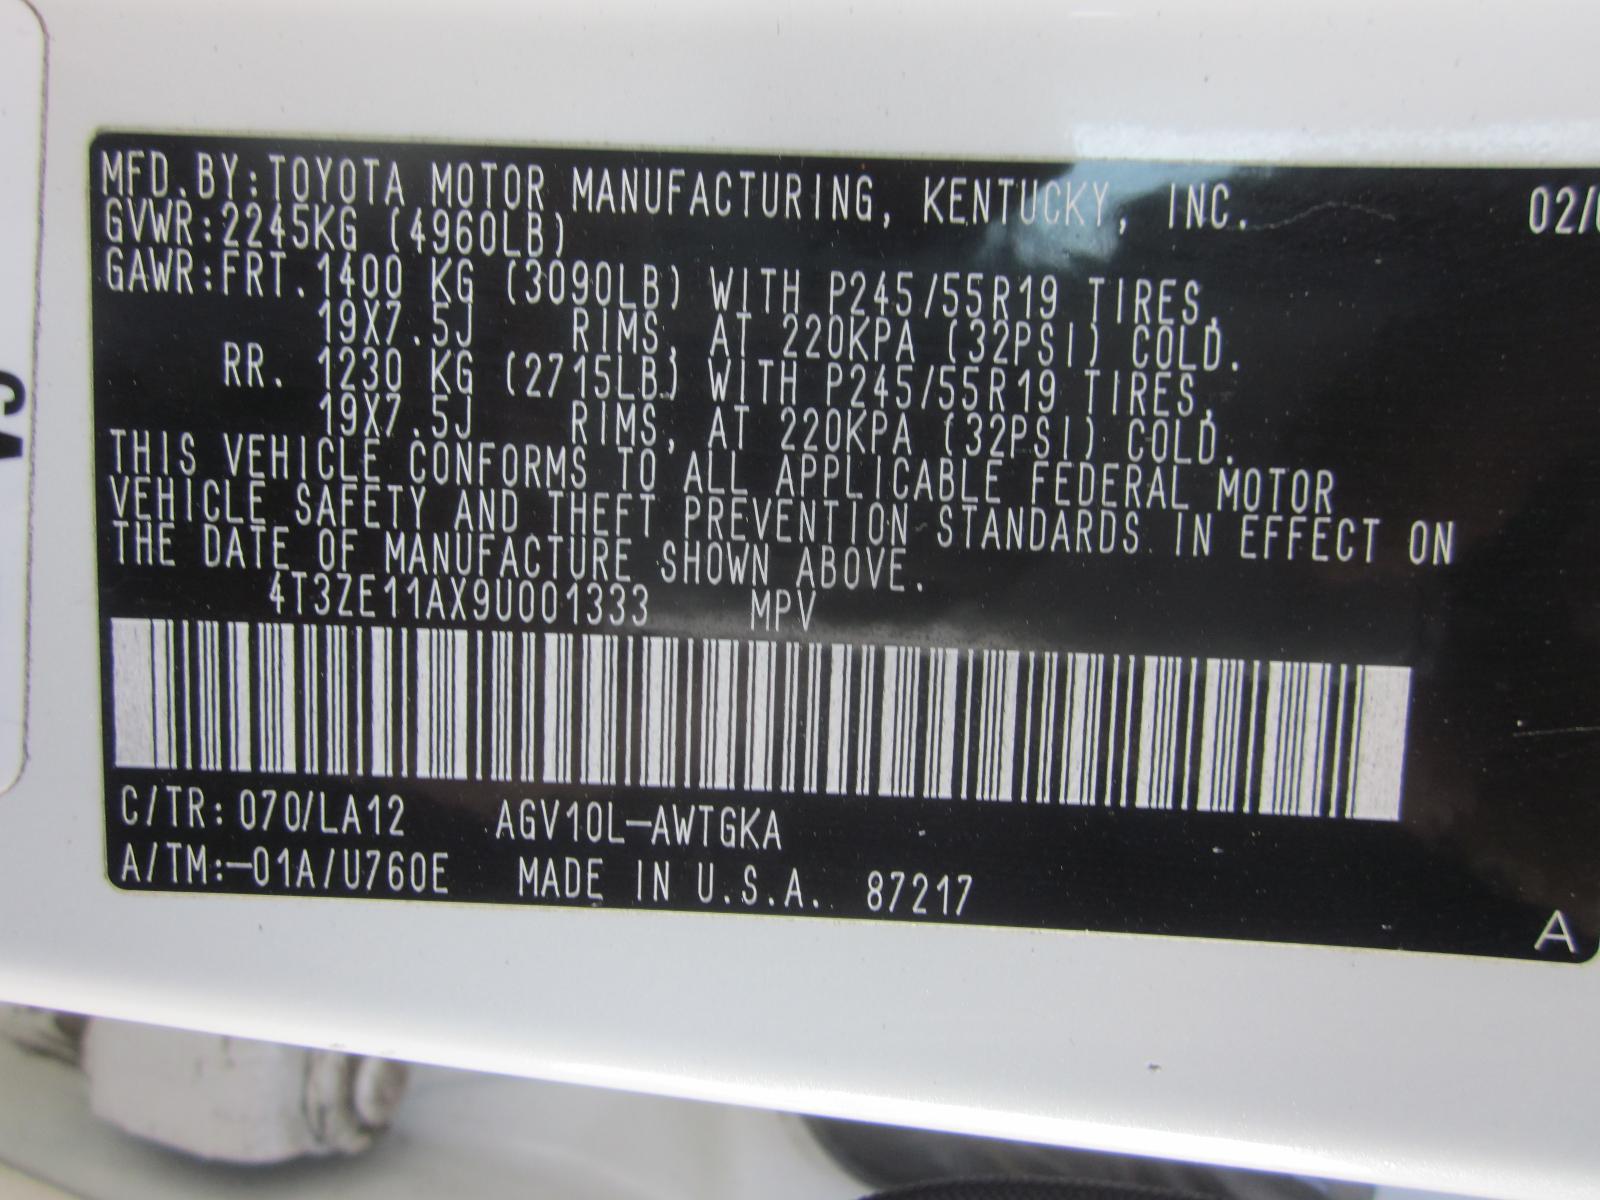 MFD.BY:TOYOTA MOTOR MANUFACTURING, KENTUCKY, INC. 02/
GVWR:2245KG (4960LB)
GAWR:FRT. 1400 KG (3090LB) WITH P245/55R19 TIRES,
19X7.5J RIMS, AT 220KPA (32PSI) COLD.
RR. 1230 KG (2715LB) WITH P245/55R19 TIRES,
19X7.5J RIMS, AT 220KPA (32PSI) COLD.
THIS VEHICLE CONFORMS TO ALL APPLICABLE FEDERAL MOTOR
VEHICLE SAFETY AND THEFT PREVENTION STANDARDS IN EFFECT ON
THE DATE OF MANUFACTURE SHOWN ABOVE.
4T3ZE11AX9U001333 MPV
C/TR:070/LA12 AGV10L-AWTGKA
A/TM:-01A/U760E MADE IN U.S.A. 87217
A